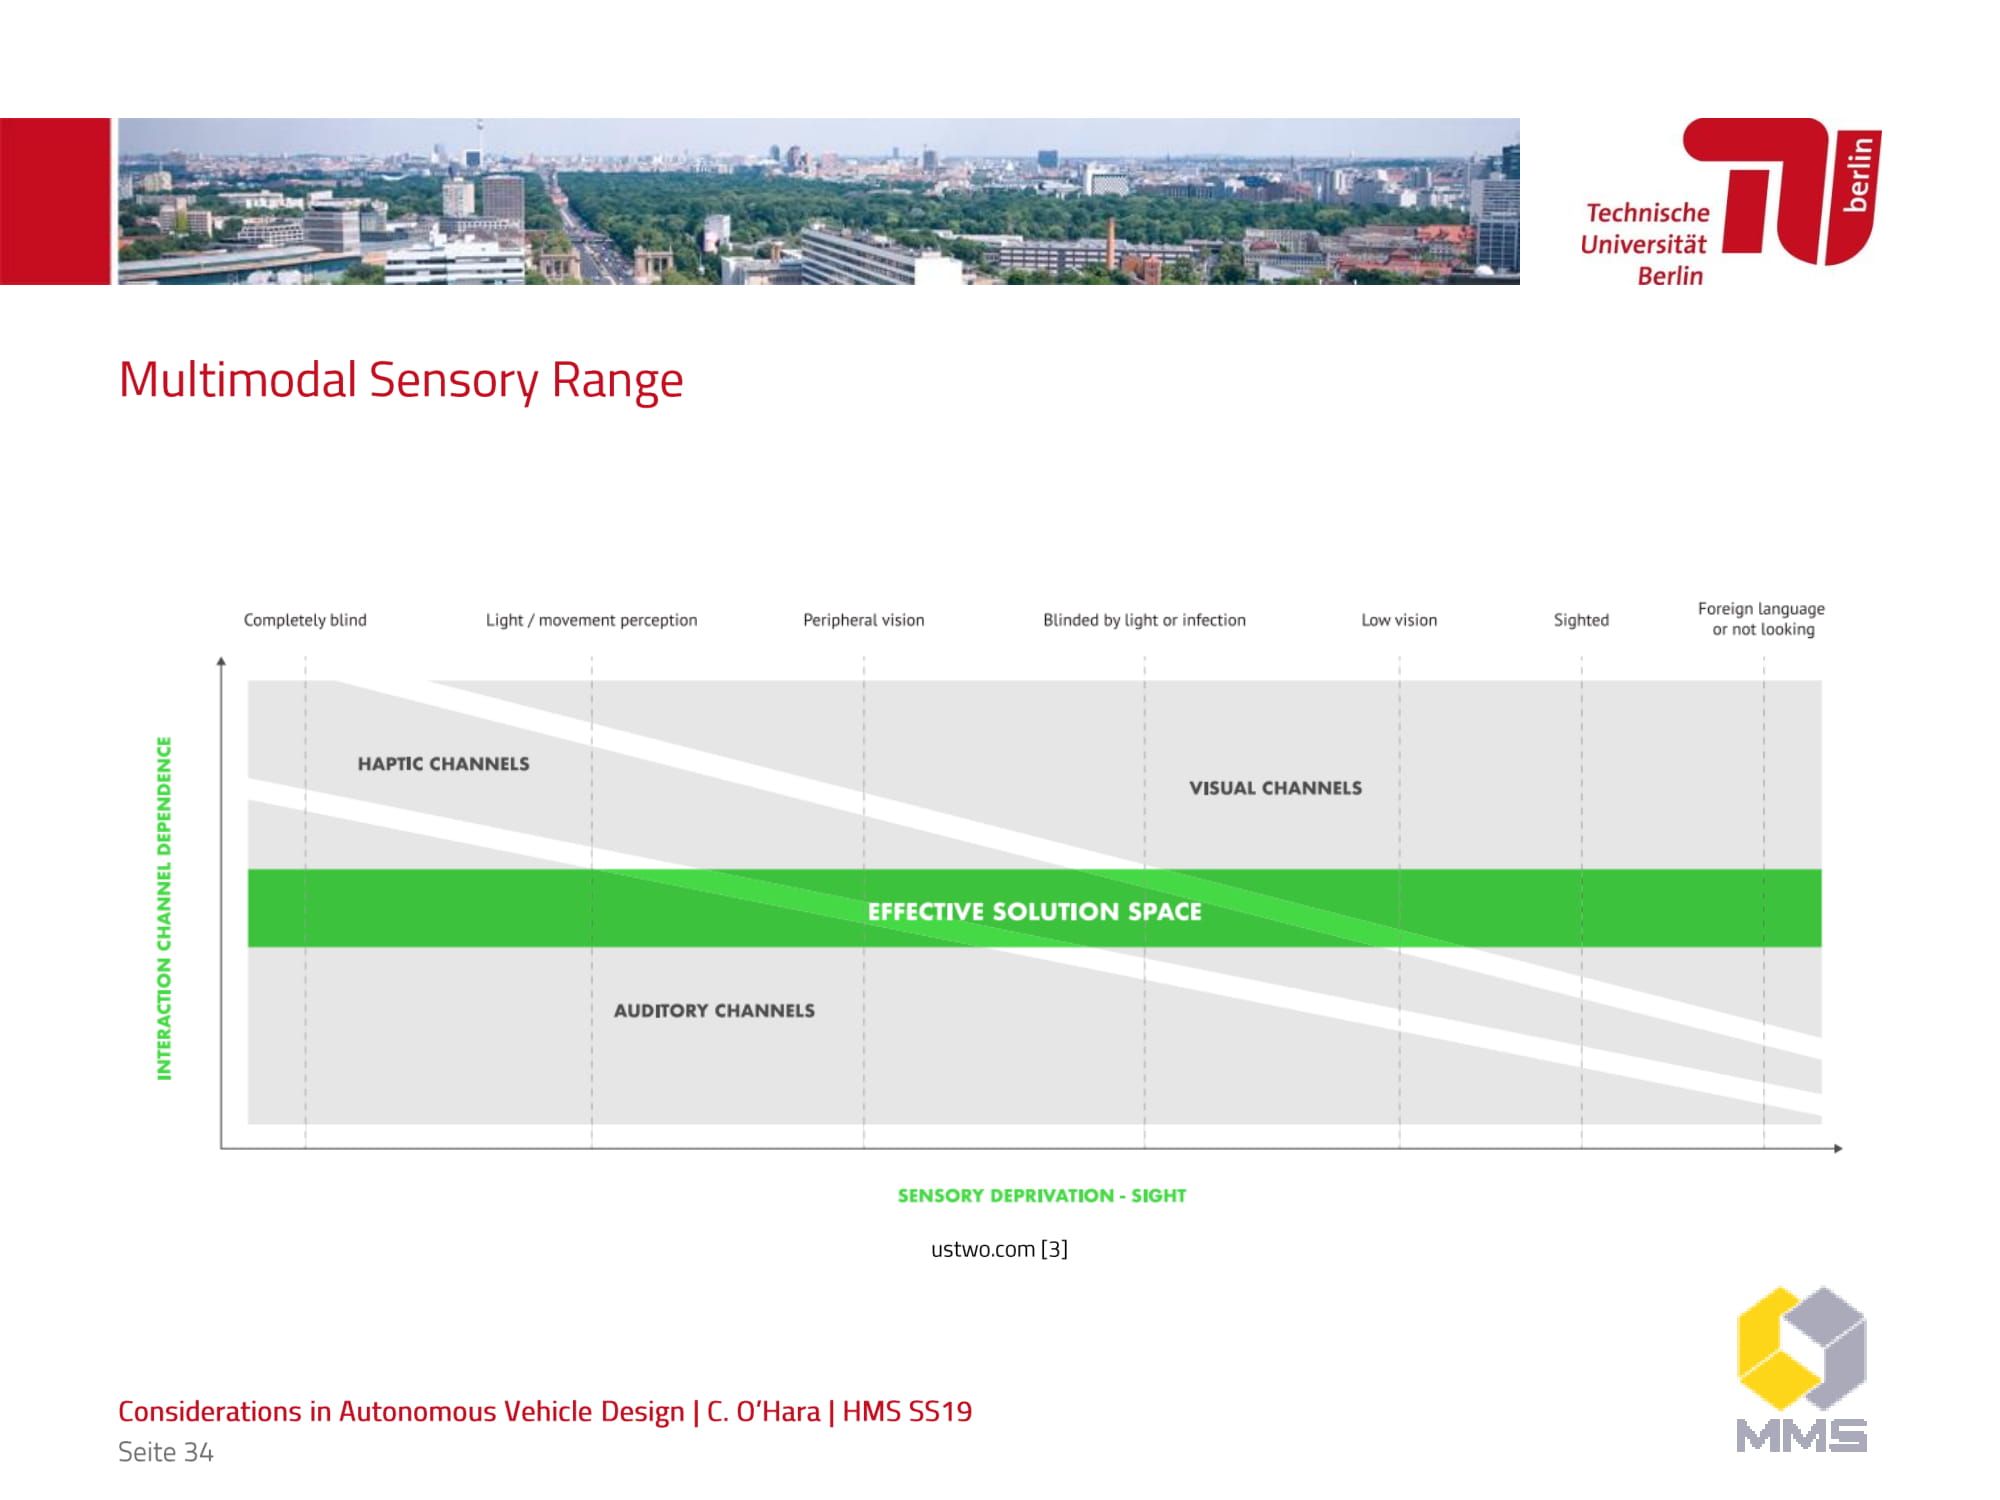 Technische
Universität
Berlin
berlin
Multimodal Sensory Range
Completely blind
Light / movement perception
Peripheral vision
Blinded by light or infection
Low vision
Sighted
Foreign language
or not looking
INTERACTION CHANNEL DEPENDENCE
HAPTIC CHANNELS
VISUAL CHANNELS
EFFECTIVE SOLUTION SPACE
AUDITORY CHANNELS
SENSORY DEPRIVATION - SIGHT
ustwo.com [3]
MMS
Considerations in Autonomous Vehicle Design | C. O’Hara | HMS SS19
Seite 34